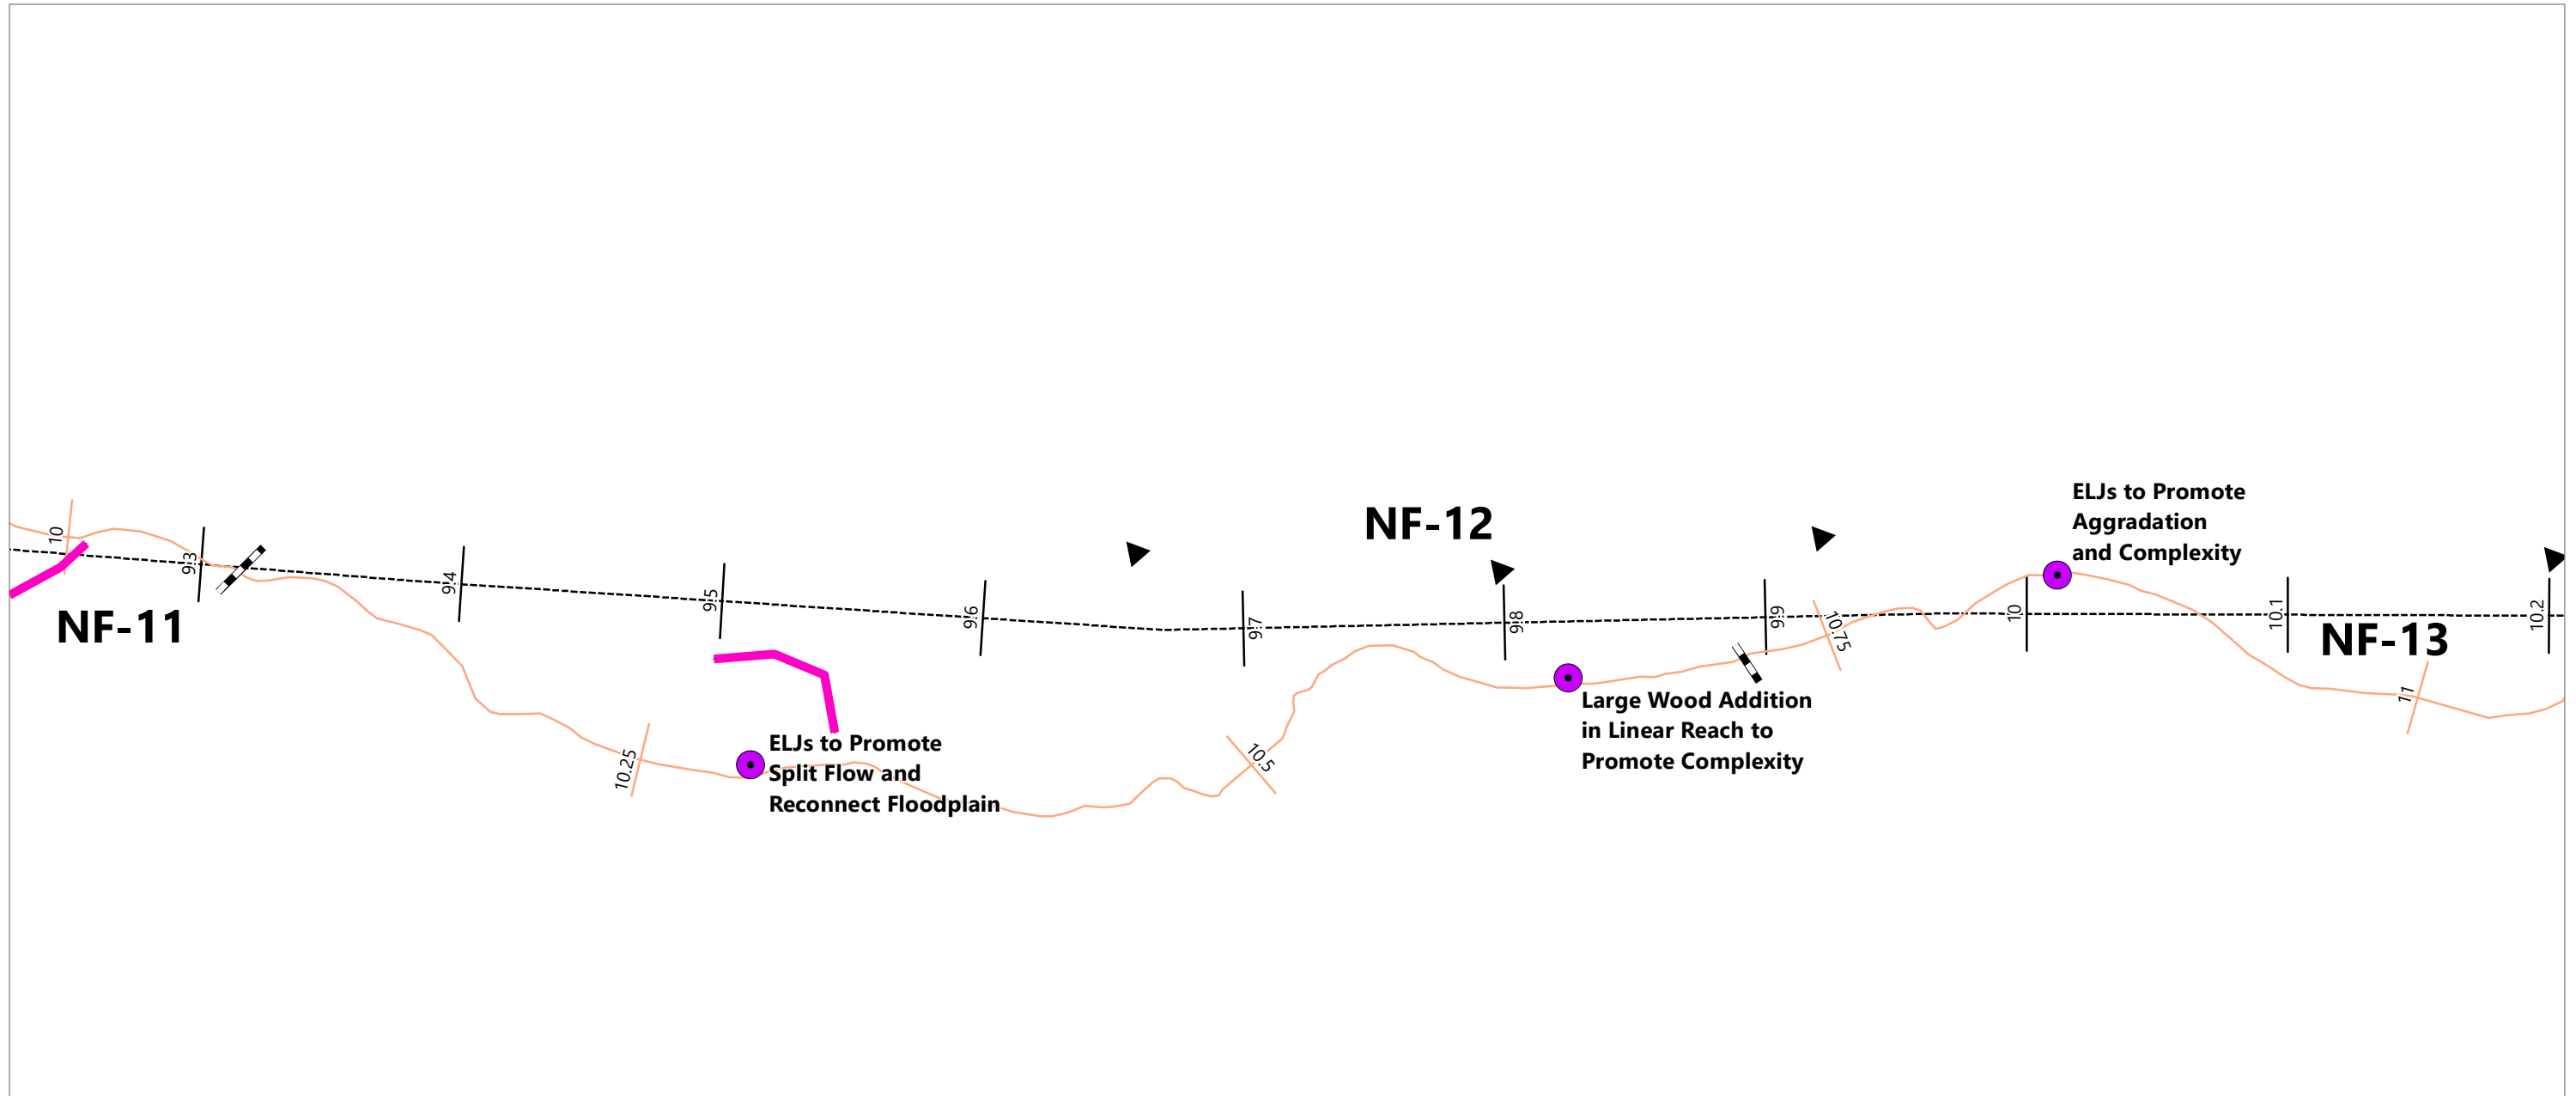 10
9.3
NF-11
9.4
10.25
9.5
ELJs to Promote
Split Flow and
Reconnect Floodplain
9.6
9.7
10.5
NF-12
9.8
Large Wood Addition
in Linear Reach to
Promote Complexity
9.9
10.75
10
ELJs to Promote
Aggradation
and Complexity
10.1
NF-13
11
10.2